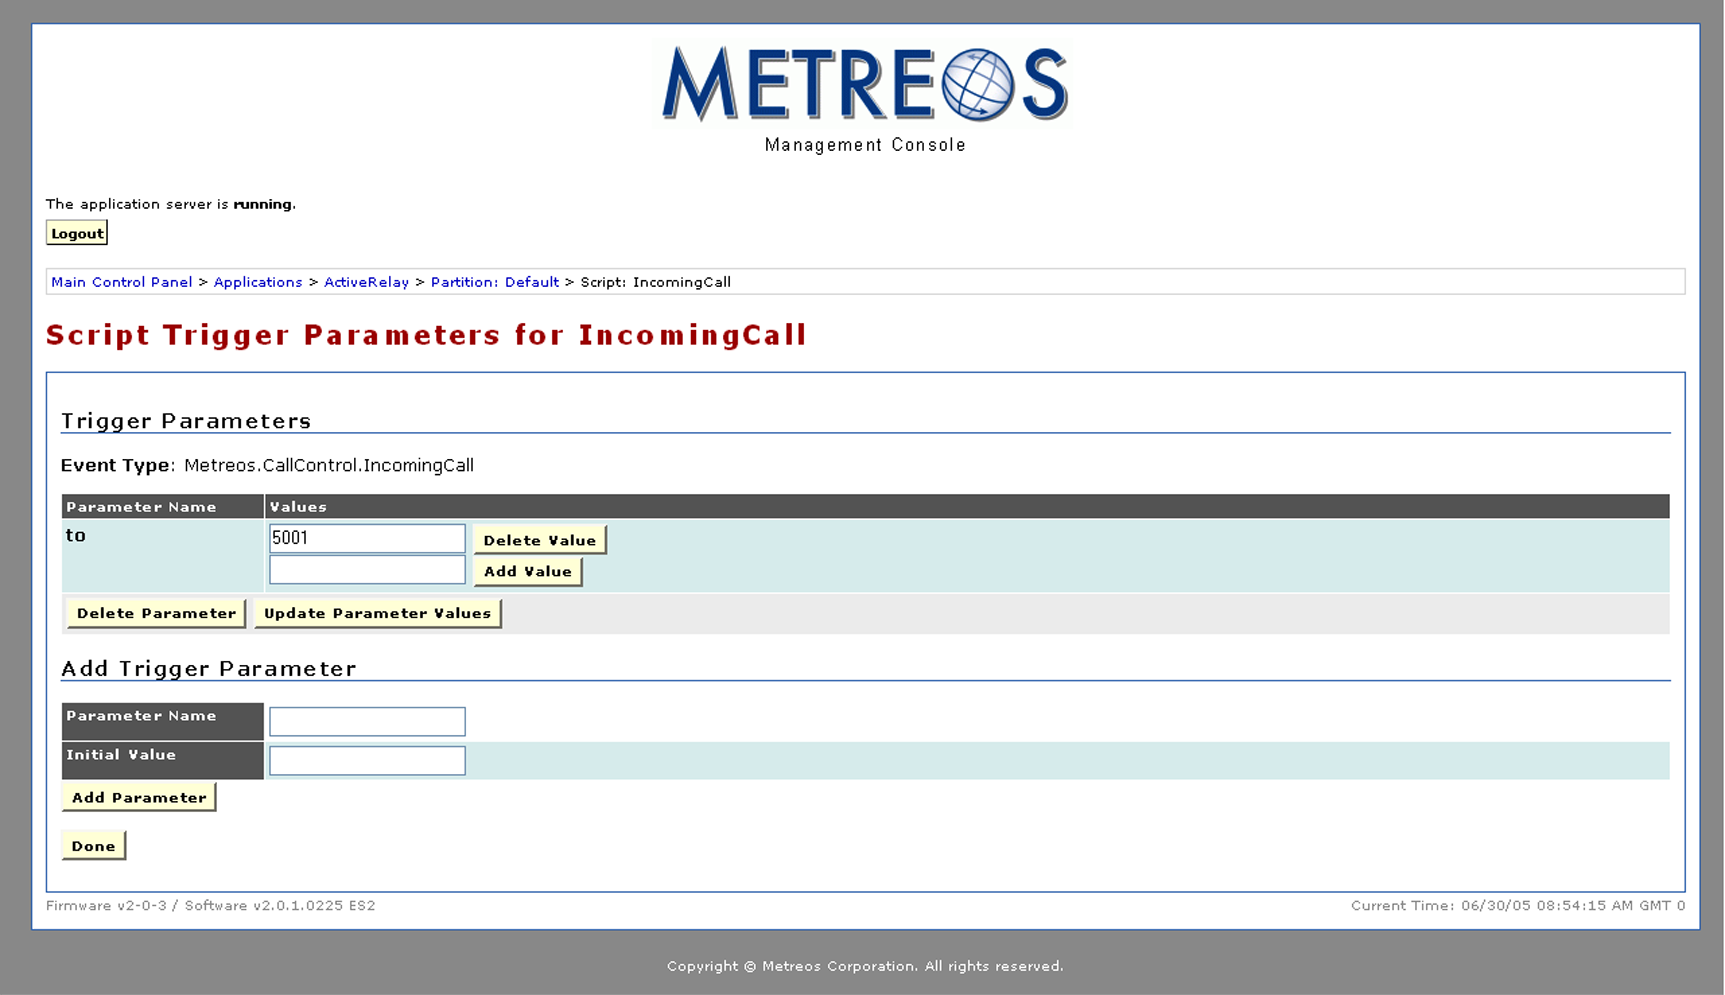 METREOS
Management Console
The application server is running.
Logout
Main Control Panel > Applications > ActiveRelay > Partition: Default > Script: IncomingCall
Script Trigger Parameters for IncomingCall
Trigger Parameters
Event Type: Metreos.CallControl.IncomingCall
Parameter Name Values
to 5001 Delete Value
Add Value
Delete Parameter Update Parameter Values
Add Trigger Parameter
Parameter Name
Initial Value
Add Parameter
Done
Firmware v2-0-3 / Software v2.0.1.0225 ES2 Current Time: 06/30/05 08:54:15 AM GMT 0
Copyright © Metreos Corporation. All rights reserved.